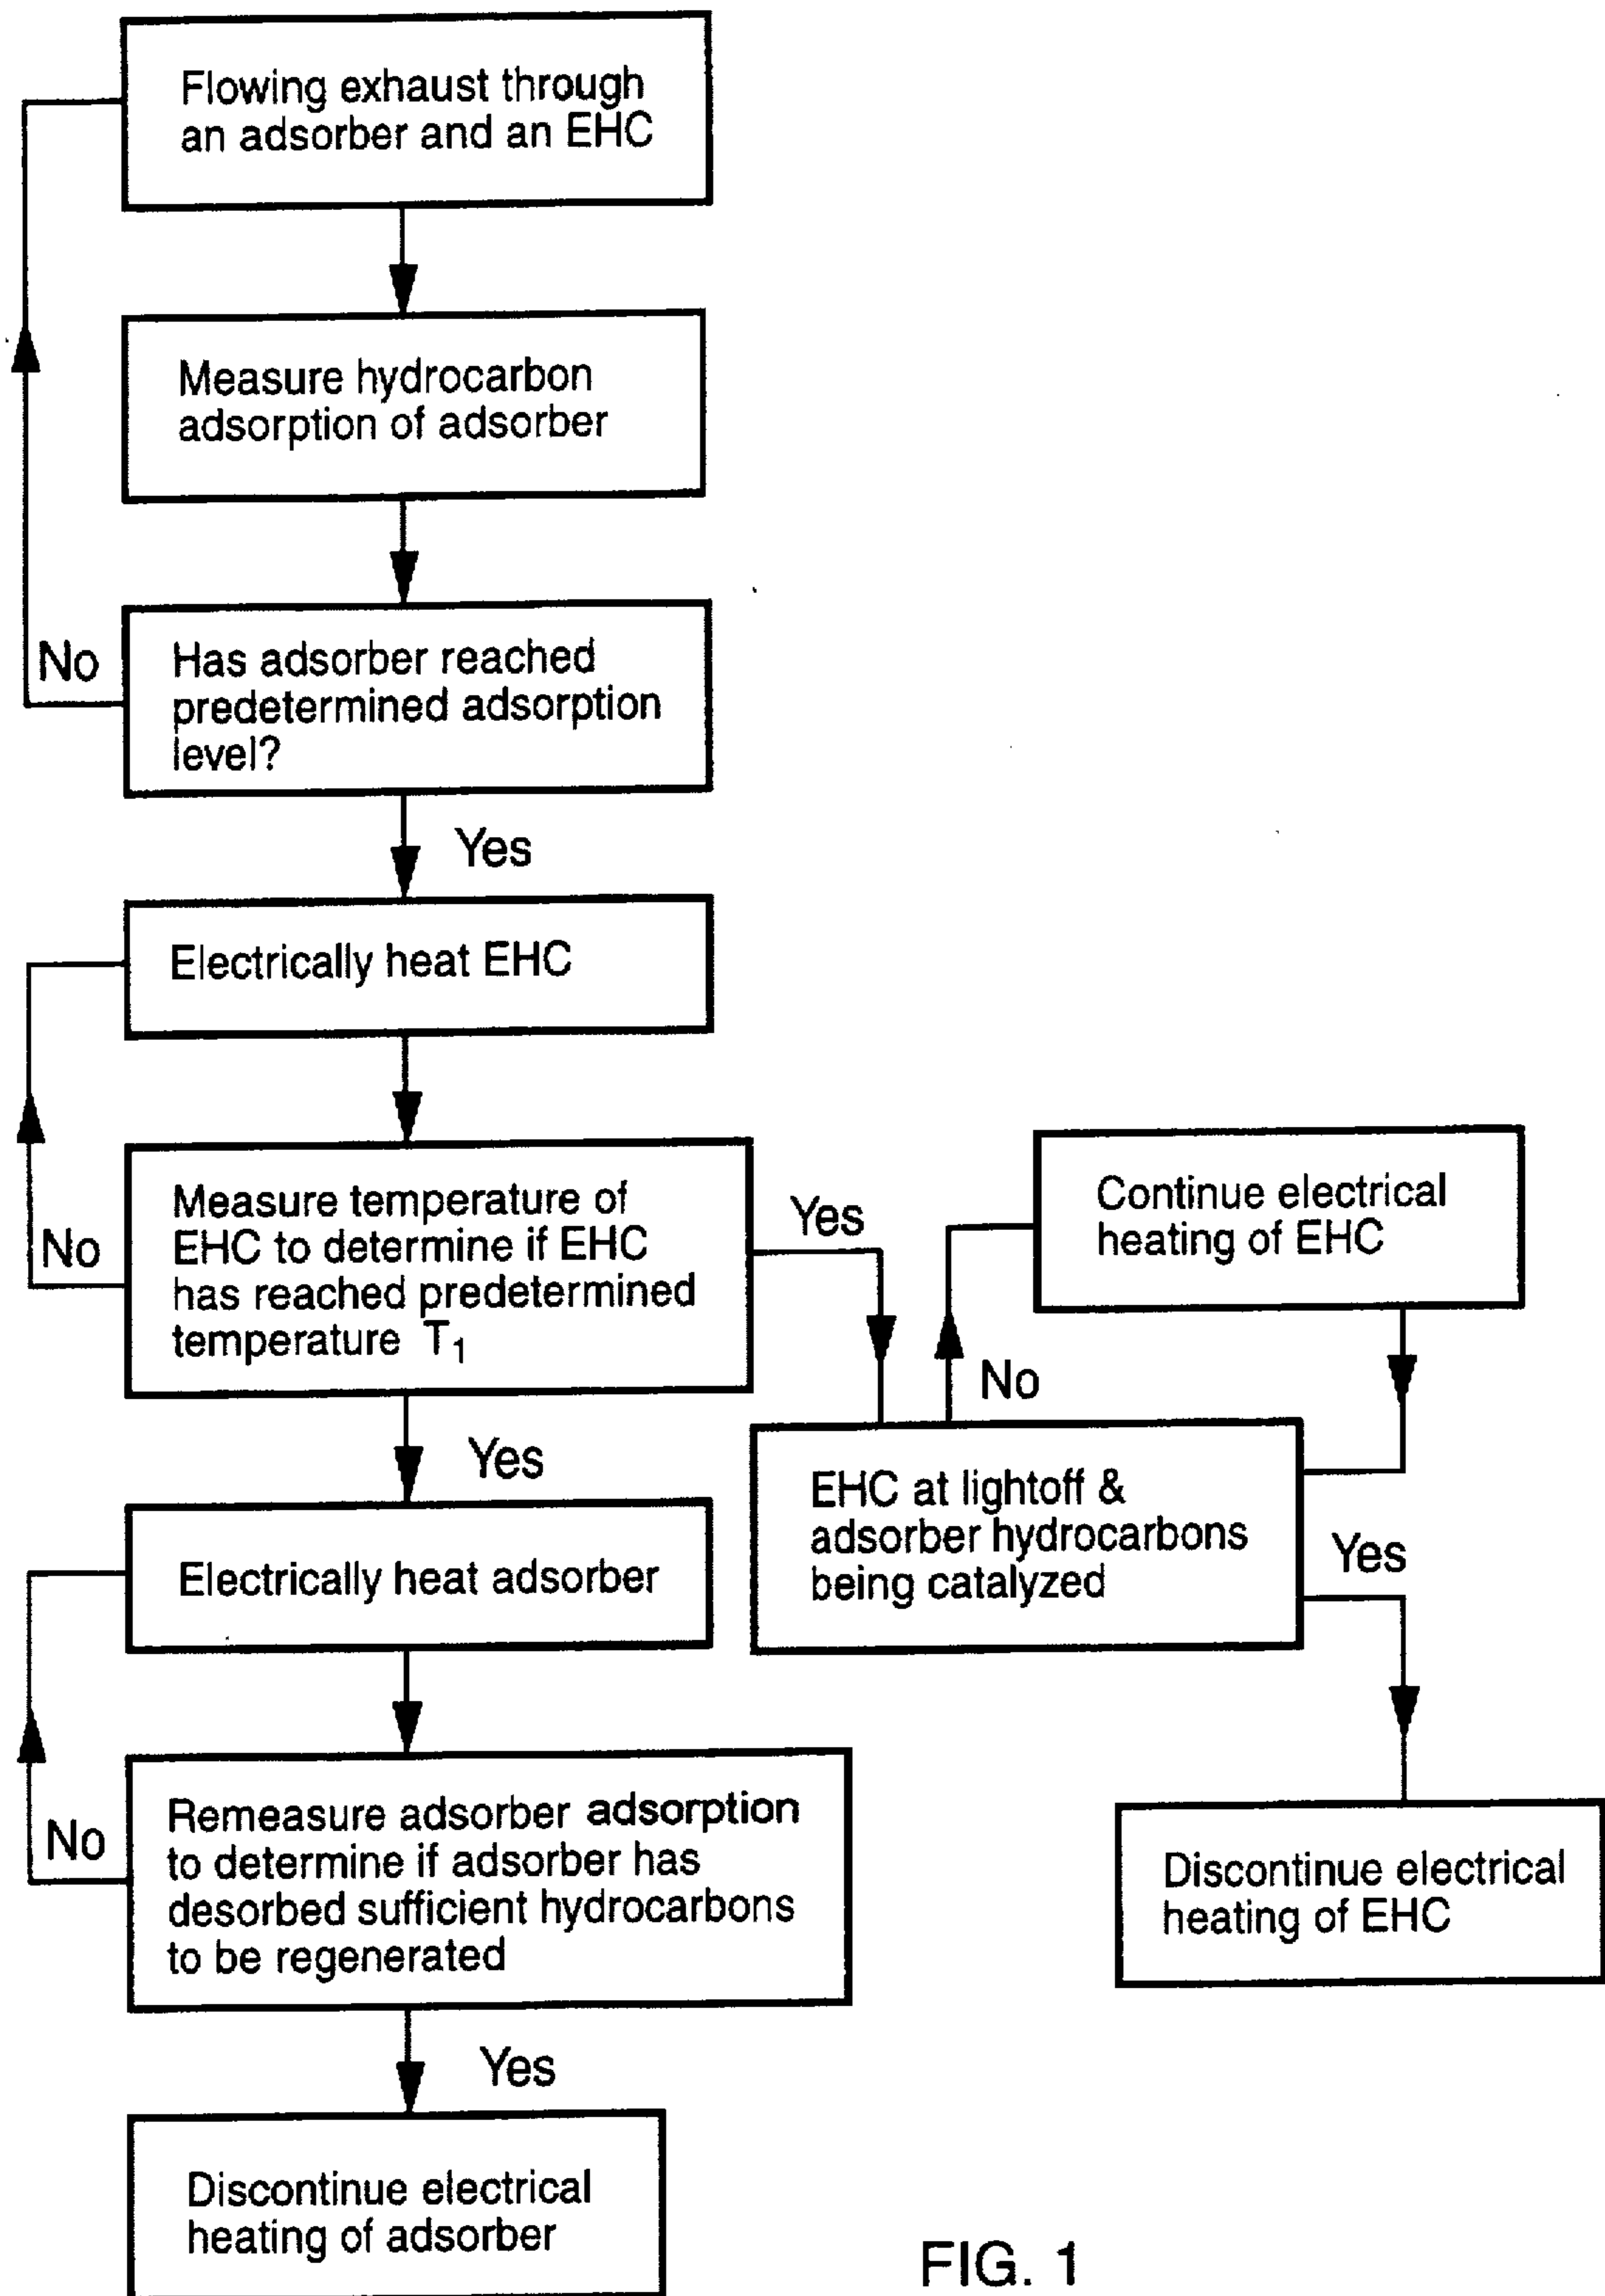 Flowing exhaust through
an adsorber and an EHC
Measure hydrocarbon
adsorption of adsorber
No
Has adsorber reached
predetermined adsorption
level?
Yes
Electrically heat EHC
No
Measure temperature of
EHC to determine if EHC
has reached predetermined
temperature T₁
Yes
Continue electrical
heating of EHC
No
Yes
EHC at lightoff &
adsorber hydrocarbons
being catalyzed
Yes
Electrically heat adsorber
No
Remeasure adsorber adsorption
to determine if adsorber has
desorbed sufficient hydrocarbons
to be regenerated
Discontinue electrical
heating of EHC
Yes
Discontinue electrical
heating of adsorber
FIG. 1